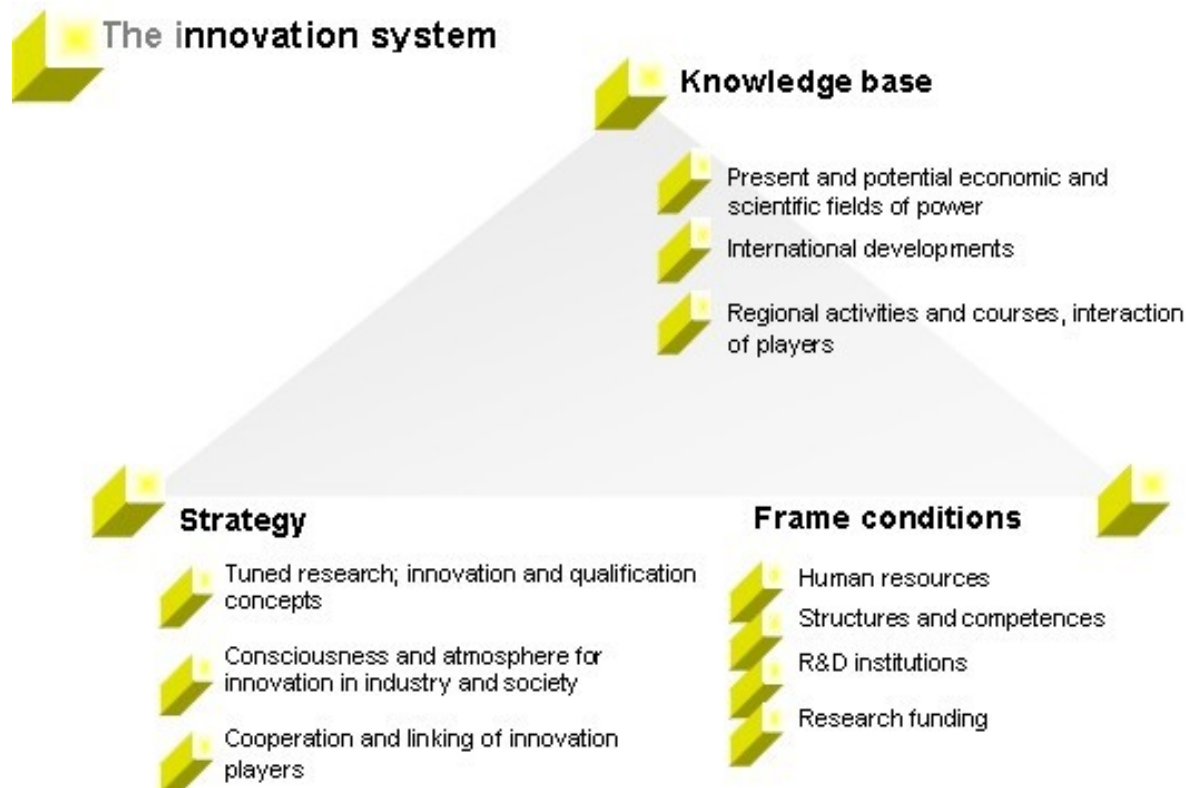 The innovation system
Knowledge base
Present and potential economic and
scientific fields of power
International developments
Regional activities and courses, interaction
of players
Strategy
Tuned research; innovation and qualification
concepts
Consciousness and atmosphere for
innovation in industry and society
Cooperation and linking of innovation
players
Frame conditions
Human resources
Structures and competences
R&D institutions
Research funding